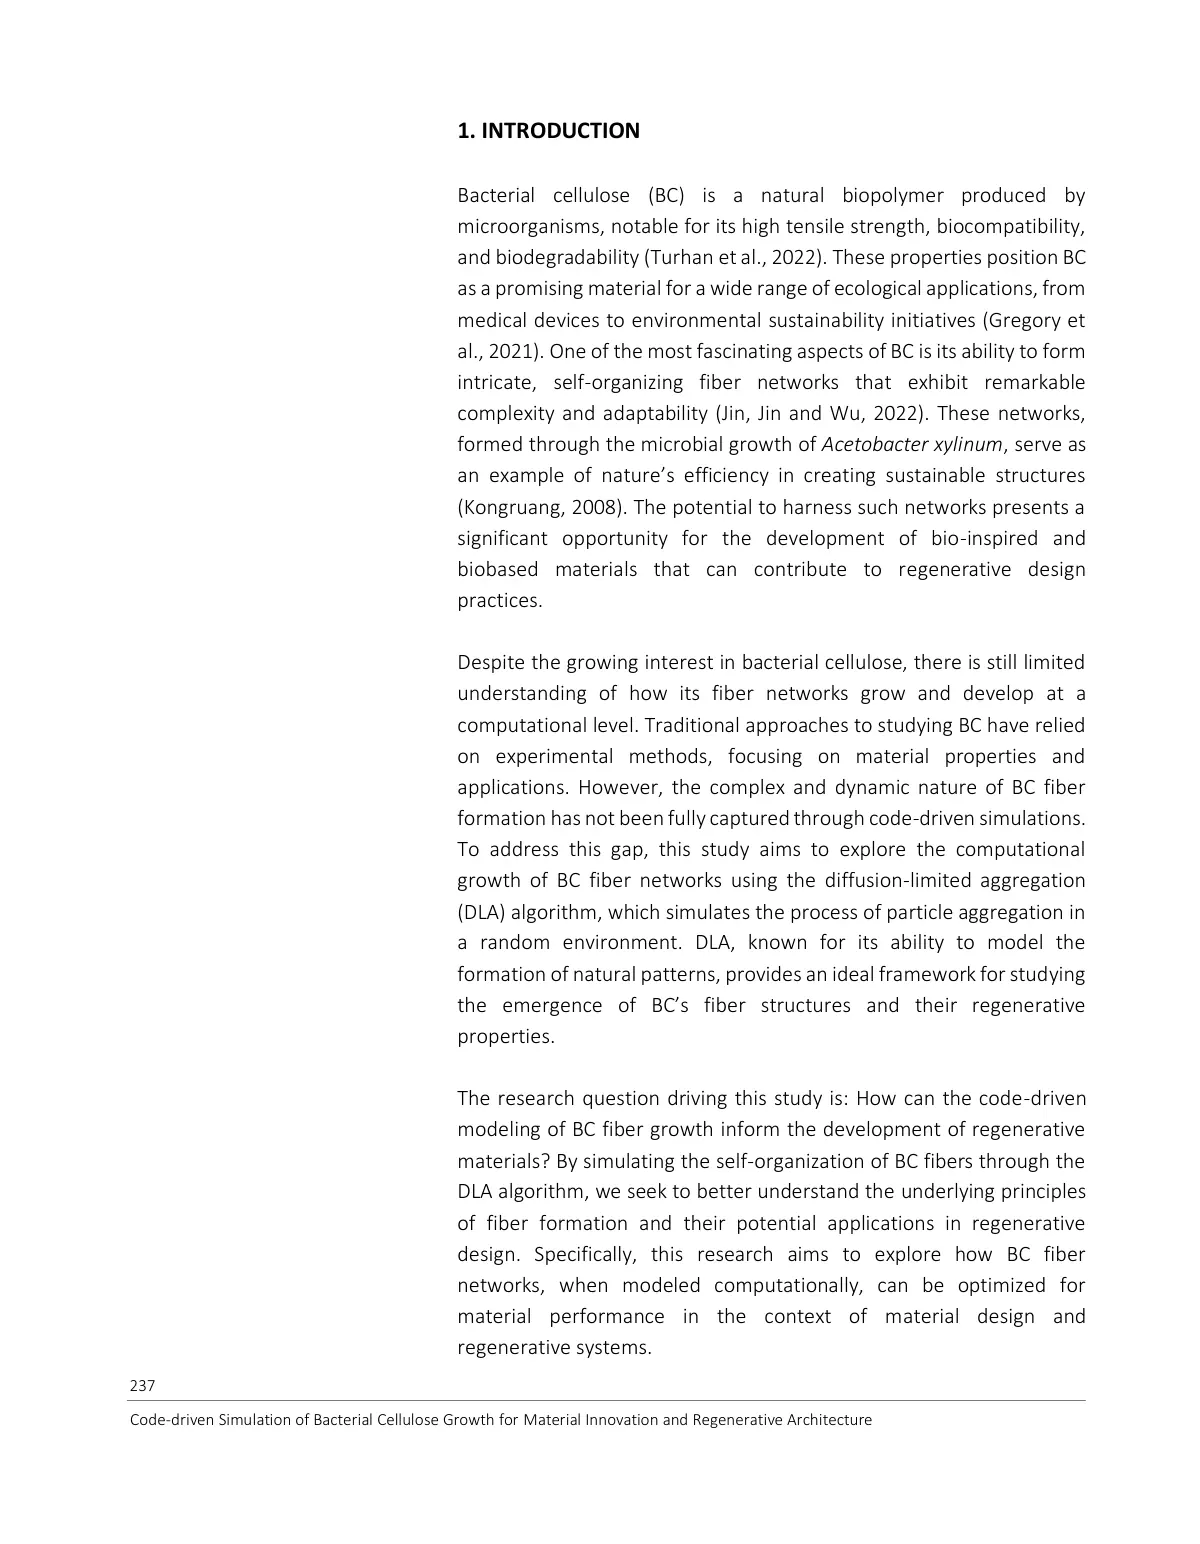 1. INTRODUCTION
Bacterial cellulose (BC) is a natural biopolymer produced by
microorganisms, notable for its high tensile strength, biocompatibility,
and biodegradability (Turhan et al., 2022). These properties position BC
as a promising material for a wide range of ecological applications, from
medical devices to environmental sustainability initiatives (Gregory et
al., 2021). One of the most fascinating aspects of BC is its ability to form
intricate, self-organizing fiber networks that exhibit remarkable
complexity and adaptability (Jin, Jin and Wu, 2022). These networks,
formed through the microbial growth of Acetobacter xylinum, serve as
an example of nature’s efficiency in creating sustainable structures
(Kongruang, 2008). The potential to harness such networks presents a
significant opportunity for the development of bio-inspired and
biobased materials that can contribute to regenerative design
practices.
Despite the growing interest in bacterial cellulose, there is still limited
understanding of how its fiber networks grow and develop at a
computational level. Traditional approaches to studying BC have relied
on experimental methods, focusing on material properties and
applications. However, the complex and dynamic nature of BC fiber
formation has not been fully captured through code-driven simulations.
To address this gap, this study aims to explore the computational
growth of BC fiber networks using the diffusion-limited aggregation
(DLA) algorithm, which simulates the process of particle aggregation in
a random environment. DLA, known for its ability to model the
formation of natural patterns, provides an ideal framework for studying
the emergence of BC’s fiber structures and their regenerative
properties.
The research question driving this study is: How can the code-driven
modeling of BC fiber growth inform the development of regenerative
materials? By simulating the self-organization of BC fibers through the
DLA algorithm, we seek to better understand the underlying principles
of fiber formation and their potential applications in regenerative
design. Specifically, this research aims to explore how BC fiber
networks, when modeled computationally, can be optimized for
material performance in the context of material design and
regenerative systems.
237
Code-driven Simulation of Bacterial Cellulose Growth for Material Innovation and Regenerative Architecture